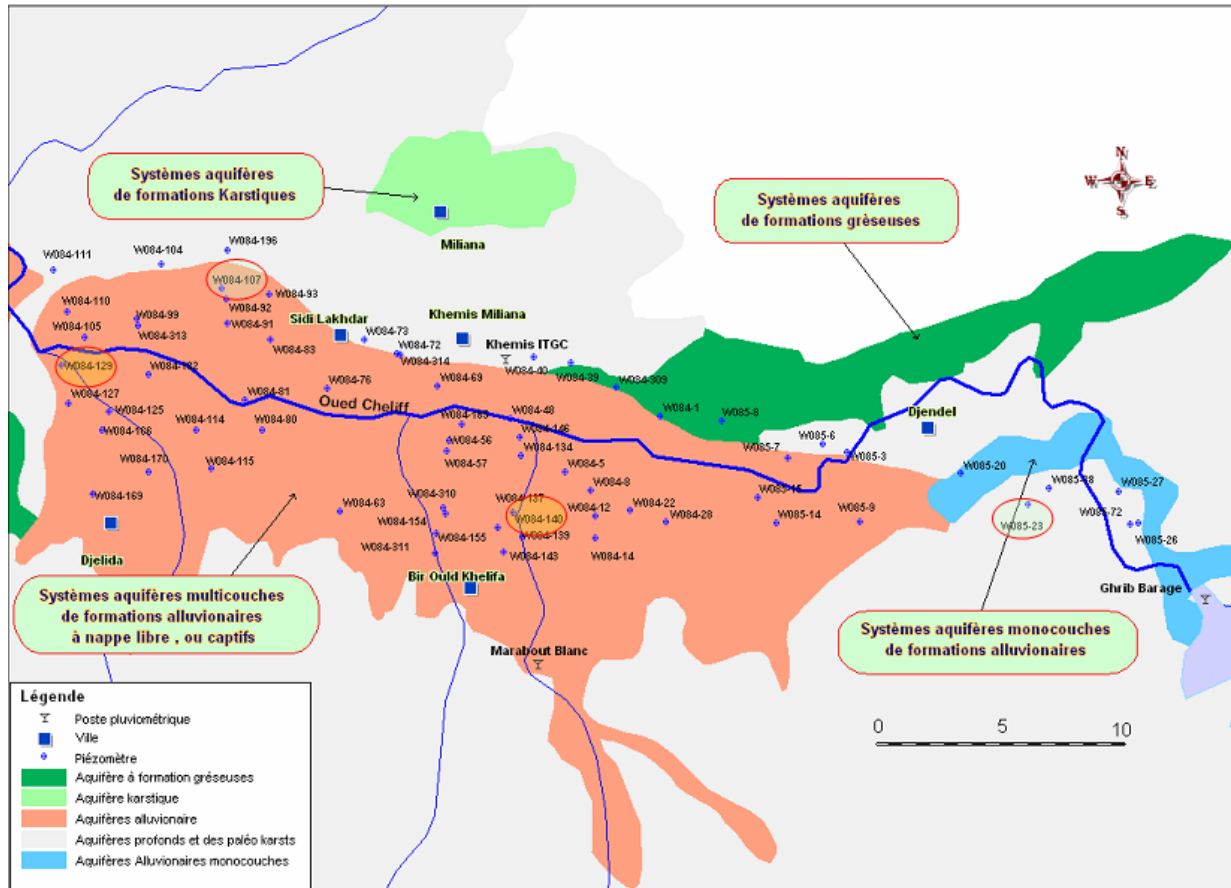 N
W E
S
Systèmes aquifères
de formations Karstiques
Systèmes aquifères
de formations grèseuses
Miliana
W084-196
W084-104
W084-111
W084-107
W084-93
W084-110
W084-99
W084-92
W084-91
W084-105
W084-313
W084-83
Sidi Lakhdar
Khemis Miliana
W084-73
W084-72
W084-314
Khemis ITGC
W084-40
W084-39
W084-309
W084-129
W084-127
W084-125
W084-81
W084-76
W084-69
Oued Cheliff
W084-48
W084-1
W085-8
Djendel
W084-114
W084-80
W084-146
W084-56
W084-134
W084-57
W085-7
W085-6
W085-3
W084-170
W084-115
W084-5
W084-8
W085-20
W084-169
W084-63
W084-310
W084-137
W084-140
W084-12
W084-22
W084-28
W085-15
W085-14
W085-9
W085-27
W085-72
W085-23
W085-26
Djelida
W084-154
W084-155
W084-139
W084-311
W084-143
W084-14
Bir Ould Khelifa
Ghrib Barage
Systèmes aquifères multicouches
de formations alluvionaires
à nappe libre , ou captifs
Systèmes aquifères monocouches
de formations alluvionaires
Marabout Blanc
Légende
Poste pluviométrique
Ville
Piézomètre
Aquifère à formation gréseuses
Aquifère karstique
Aquifères alluvionaire
Aquifères profonds et des paléo karsts
Aquifères Alluvionaires monocouches
0 5 10